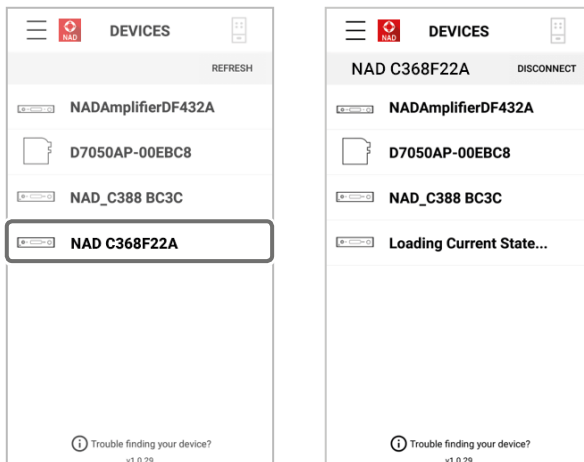 NAD
DEVICES
REFRESH
NADAmplifierDF432A
D7050AP-00EBC8
NAD_C388 BC3C
NAD C368F22A
Trouble finding your device?
v1.0.29
NAD
DEVICES
NAD C368F22A DISCONNECT
NADAmplifierDF432A
D7050AP-00EBC8
NAD_C388 BC3C
Loading Current State...
Trouble finding your device?
v1.0.29